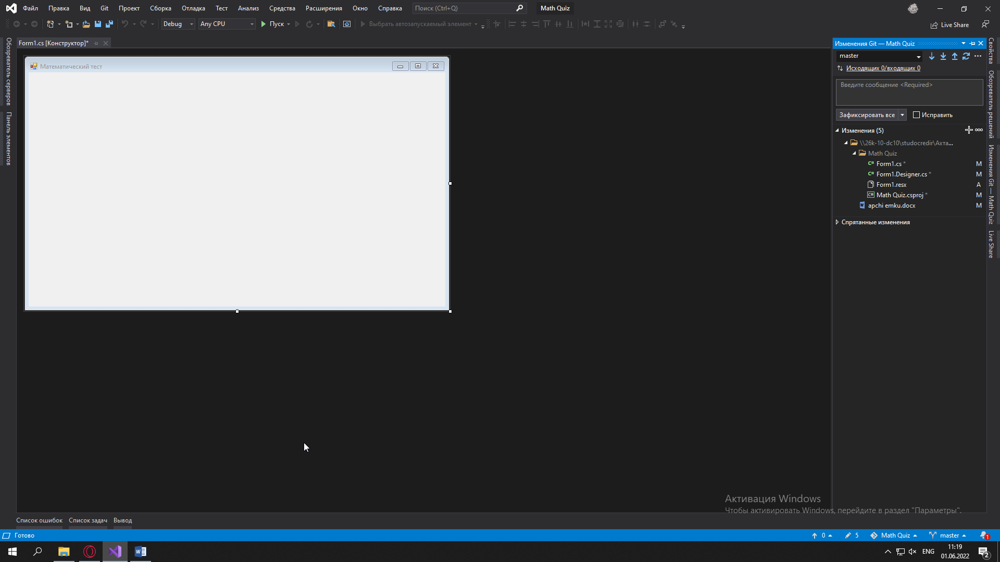 Файл Правка Вид Git Проект Сборка Отладка Тест Анализ Средства Расширения Окно Справка Поиск (Ctrl+Q) Math Quiz
Debug Any CPU Пуск Выбрать автозапускаемый элемент Live Share
Обозреватель серверов
Панель элементов
Form1.cs [Конструктор]*
Математический тест
Изменения Git — Math Quiz
master
Исходящих 0/входящих 0
Введите сообщение <Required>
Зафиксировать все Исправить
Изменения (5)
\\26k-10-dc10\studocredir\Ахта...
Math Quiz
Form1.cs * M
Form1.Designer.cs * M
Form1.resx A
Math Quiz.csproj * M
apchi emku.docx M
Спрятанные изменения
Свойства
Обозреватель решений
Изменения Git — Math Quiz
Live Share
Активация Windows
Чтобы активировать Windows, перейдите в раздел "Параметры".
Список ошибок Список задач Вывод
Готово 0 5 Math Quiz master 1
ENG 11:19
01.06.2022 2